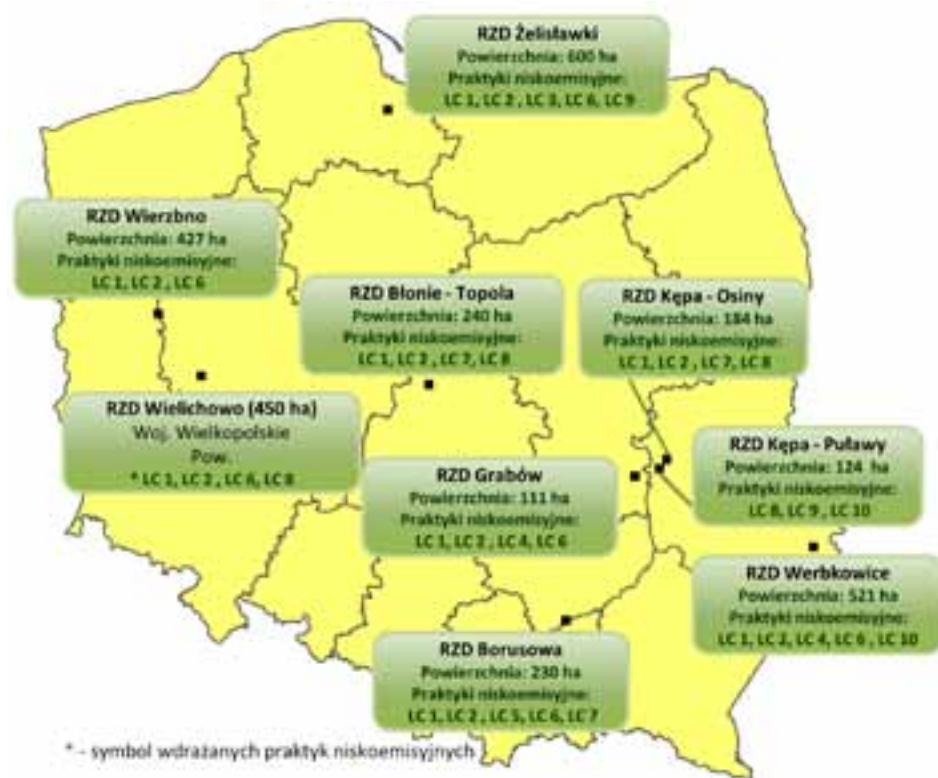 RZD Żelisławki
Powierzchnia: 600 ha
Praktyki niskoemisyjne:
LC 1, LC 2 , LC 3, LC 6, LC 9
RZD Wierzbno
Powierzchnia: 427 ha
Praktyki niskoemisyjne:
LC 1, LC 2 , LC 6
RZD Błonie - Topola
Powierzchnia: 240 ha
Praktyki niskoemisyjne:
LC 1, LC 2 , LC 7, LC 8
RZD Kępa - Osiny
Powierzchnia: 184 ha
Praktyki niskoemisyjne:
LC 1, LC 2 , LC 7, LC 8
RZD Wielichowo (450 ha)
Woj. Wielkopolskie
Pow.
* LC 1, LC 2 , LC 6, LC 8
RZD Grabów
Powierzchnia: 111 ha
Praktyki niskoemisyjne:
LC 1, LC 2 , LC 4, LC 6
RZD Kępa - Puławy
Powierzchnia: 124 ha
Praktyki niskoemisyjne:
LC 8, LC 9 , LC 10
RZD Werbkowice
Powierzchnia: 521 ha
Praktyki niskoemisyjne:
LC 1, LC 2, LC 4, LC 6 , LC 10
RZD Borusowa
Powierzchnia: 230 ha
Praktyki niskoemisyjne:
LC 1, LC 2 , LC 5, LC 6, LC 7
* - symbol wdrażanych praktyk niskoemisyjnych